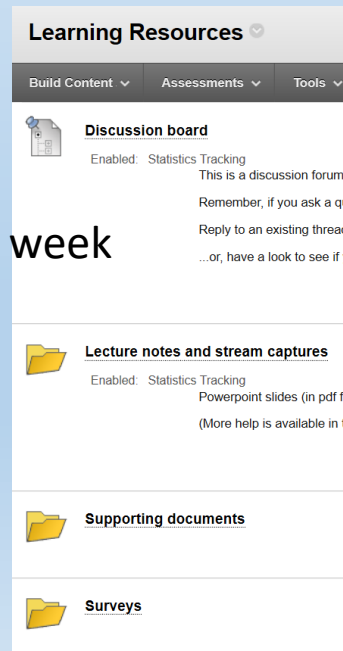 Learning Resources
Build Content Assessments Tools
Discussion board
Enabled: Statistics Tracking
This is a discussion forum
Remember, if you ask a
week
Reply to an existing
...or, have a look to see if
Lecture notes and stream captures
Enabled: Statistics Tracking
Powerpoint slides (in pdf
(More help is available in
Supporting documents
Surveys